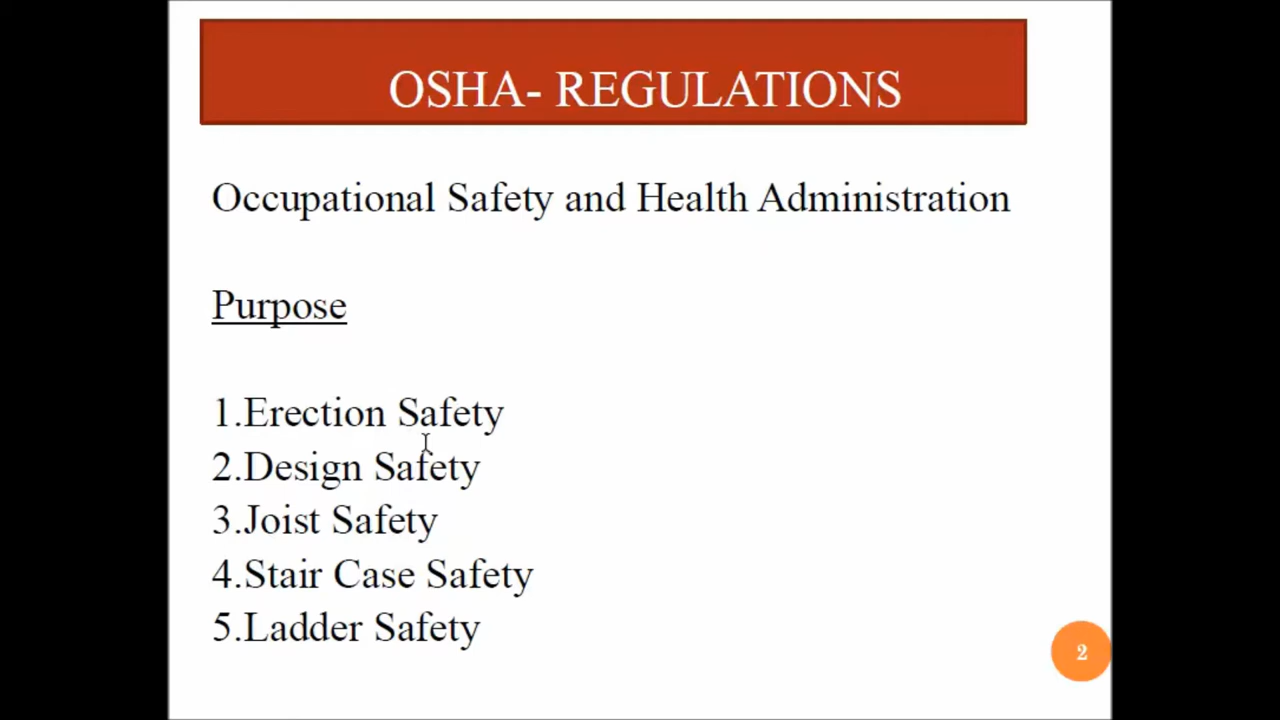 OSHA- REGULATIONS
Occupational Safety and Health Administration
Purpose
1.Erection Safety
2.Design Safety
3.Joist Safety
4.Stair Case Safety
5.Ladder Safety
2